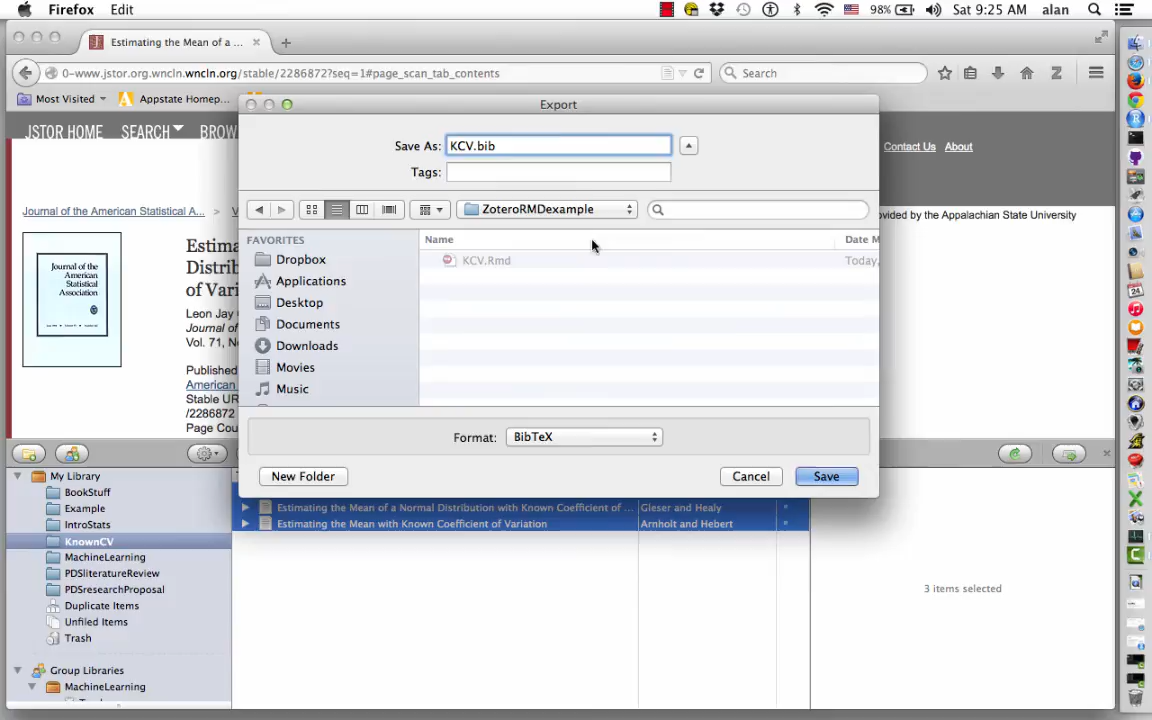 Firefox Edit 98% Sat 9:25 AM alan
Estimating the Mean of a ...
0-www.jstor.org.wncln.wncln.org/stable/2286872?seq=1#page_scan_tab_contents Search
Most Visited Appstate Homep...
Export
JSTOR HOME SEARCH BROW
Contact Us About
Save As: KCV.bib
Tags:
ZoteroRMDexample
Journal of the American Statistical A... > V
ovided by the Appalachian State University
FAVORITES
Dropbox
Applications
Desktop
Documents
Downloads
Movies
Music
Name Date M
KCV.Rmd Today,
Journal of the
American
Statistical
Association
Estima
Distrib
of Vari
Leon Jay
Journal of
Vol. 71, N
Published
American
Stable UR
/2286872
Page Cou
Format: BibTeX
New Folder Cancel Save
My Library
BookStuff
Example
IntroStats
KnownCV
MachineLearning
PDSliteratureReview
PDSresearchProposal
Duplicate Items
Unfiled Items
Trash
Group Libraries
MachineLearning
Estimating the Mean of a Normal Distribution with Known Coefficient of ... Gleser and Healy
Estimating the Mean with Known Coefficient of Variation Arnholt and Hebert
3 items selected